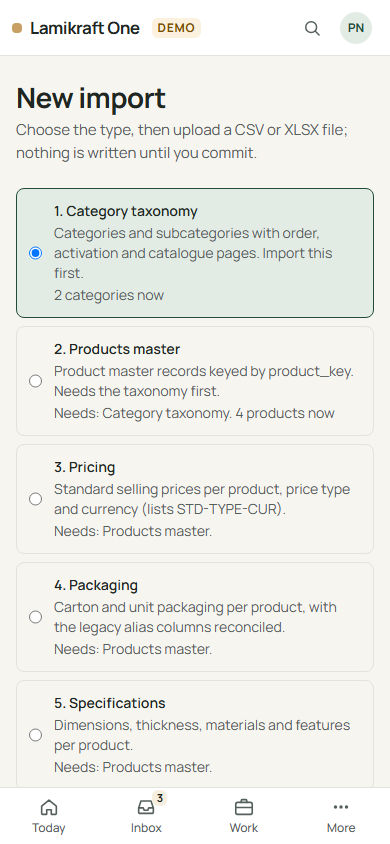 Lamikraft One DEMO PN
New import
Choose the type, then upload a CSV or XLSX file;
nothing is written until you commit.
1. Category taxonomy
Categories and subcategories with order,
activation and catalogue pages. Import this
first.
2 categories now
2. Products master
Product master records keyed by product_key.
Needs the taxonomy first.
Needs: Category taxonomy. 4 products now
3. Pricing
Standard selling prices per product, price type
and currency (lists STD-TYPE-CUR).
Needs: Products master.
4. Packaging
Carton and unit packaging per product, with
the legacy alias columns reconciled.
Needs: Products master.
5. Specifications
Dimensions, thickness, materials and features
per product.
Needs: Products master.
3
Today Inbox Work More